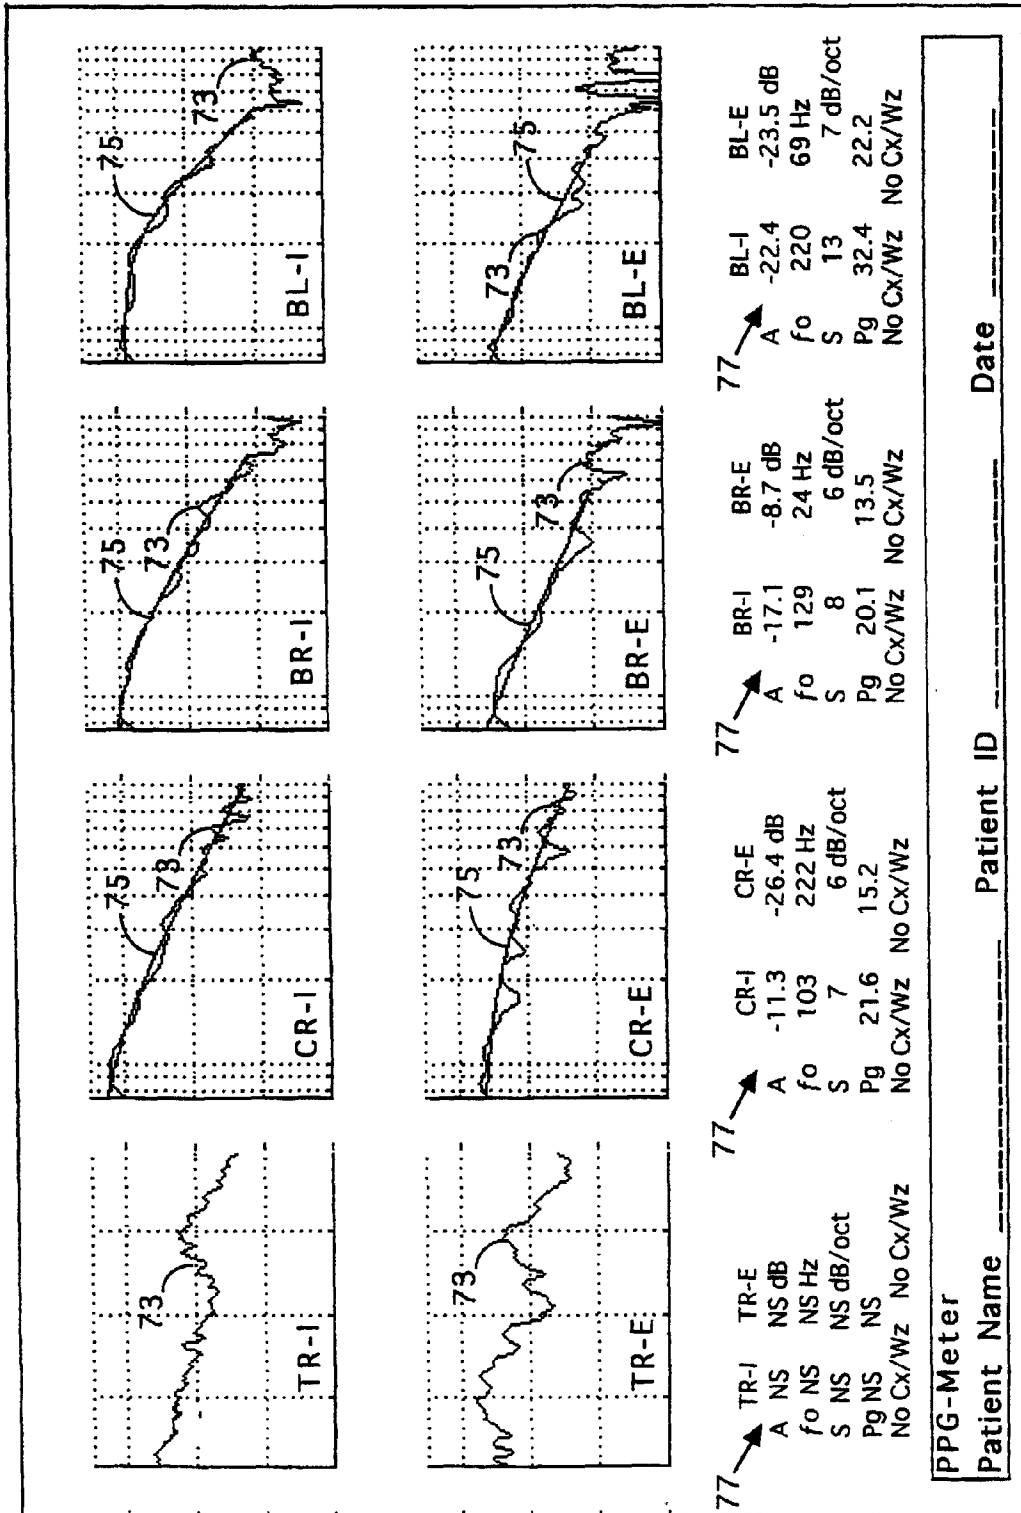 73
TR-I
75
73
CR-I
75
73
BR-I
75
73
BL-I
73
TR-E
75
73
CR-E
75
73
BR-E
73
75
BL-E
77
77
77
77
TR-I TR-E
A NS NS dB
fo NS NS Hz
S NS NS dB/oct
Pg NS NS
No Cx/Wz No Cx/Wz
CR-I CR-E
A -11.3 -26.4 dB
fo 103 222 Hz
S 7 6 dB/oct
Pg 21.6 15.2
No Cx/Wz No Cx/Wz
BR-I BR-E
A -17.1 -8.7 dB
fo 129 24 Hz
S 8 6 dB/oct
Pg 20.1 13.5
No Cx/Wz No Cx/Wz
BL-I BL-E
A -22.4 -23.5 dB
fo 220 69 Hz
S 13 7 dB/oct
Pg 32.4 22.2
No Cx/Wz No Cx/Wz
PPG-Meter
Patient Name Patient ID Date